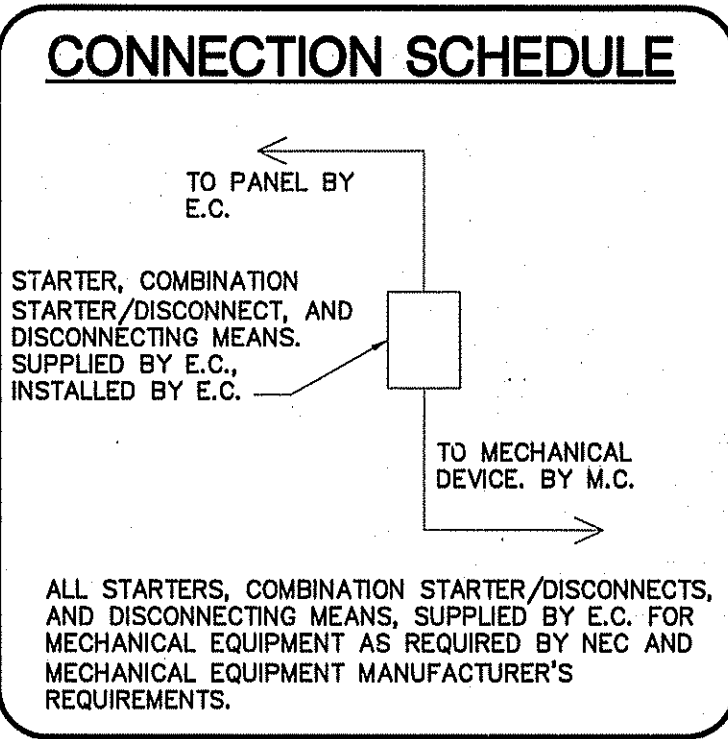 CONNECTION SCHEDULE
TO PANEL BY
E.C.
STARTER, COMBINATION
STARTER/DISCONNECT, AND
DISCONNECTING MEANS.
SUPPLIED BY E.C.,
INSTALLED BY E.C.
TO MECHANICAL
DEVICE. BY M.C.
ALL STARTERS, COMBINATION STARTER/DISCONNECTS,
AND DISCONNECTING MEANS, SUPPLIED BY E.C. FOR
MECHANICAL EQUIPMENT AS REQUIRED BY NEC AND
MECHANICAL EQUIPMENT MANUFACTURER'S
REQUIREMENTS.